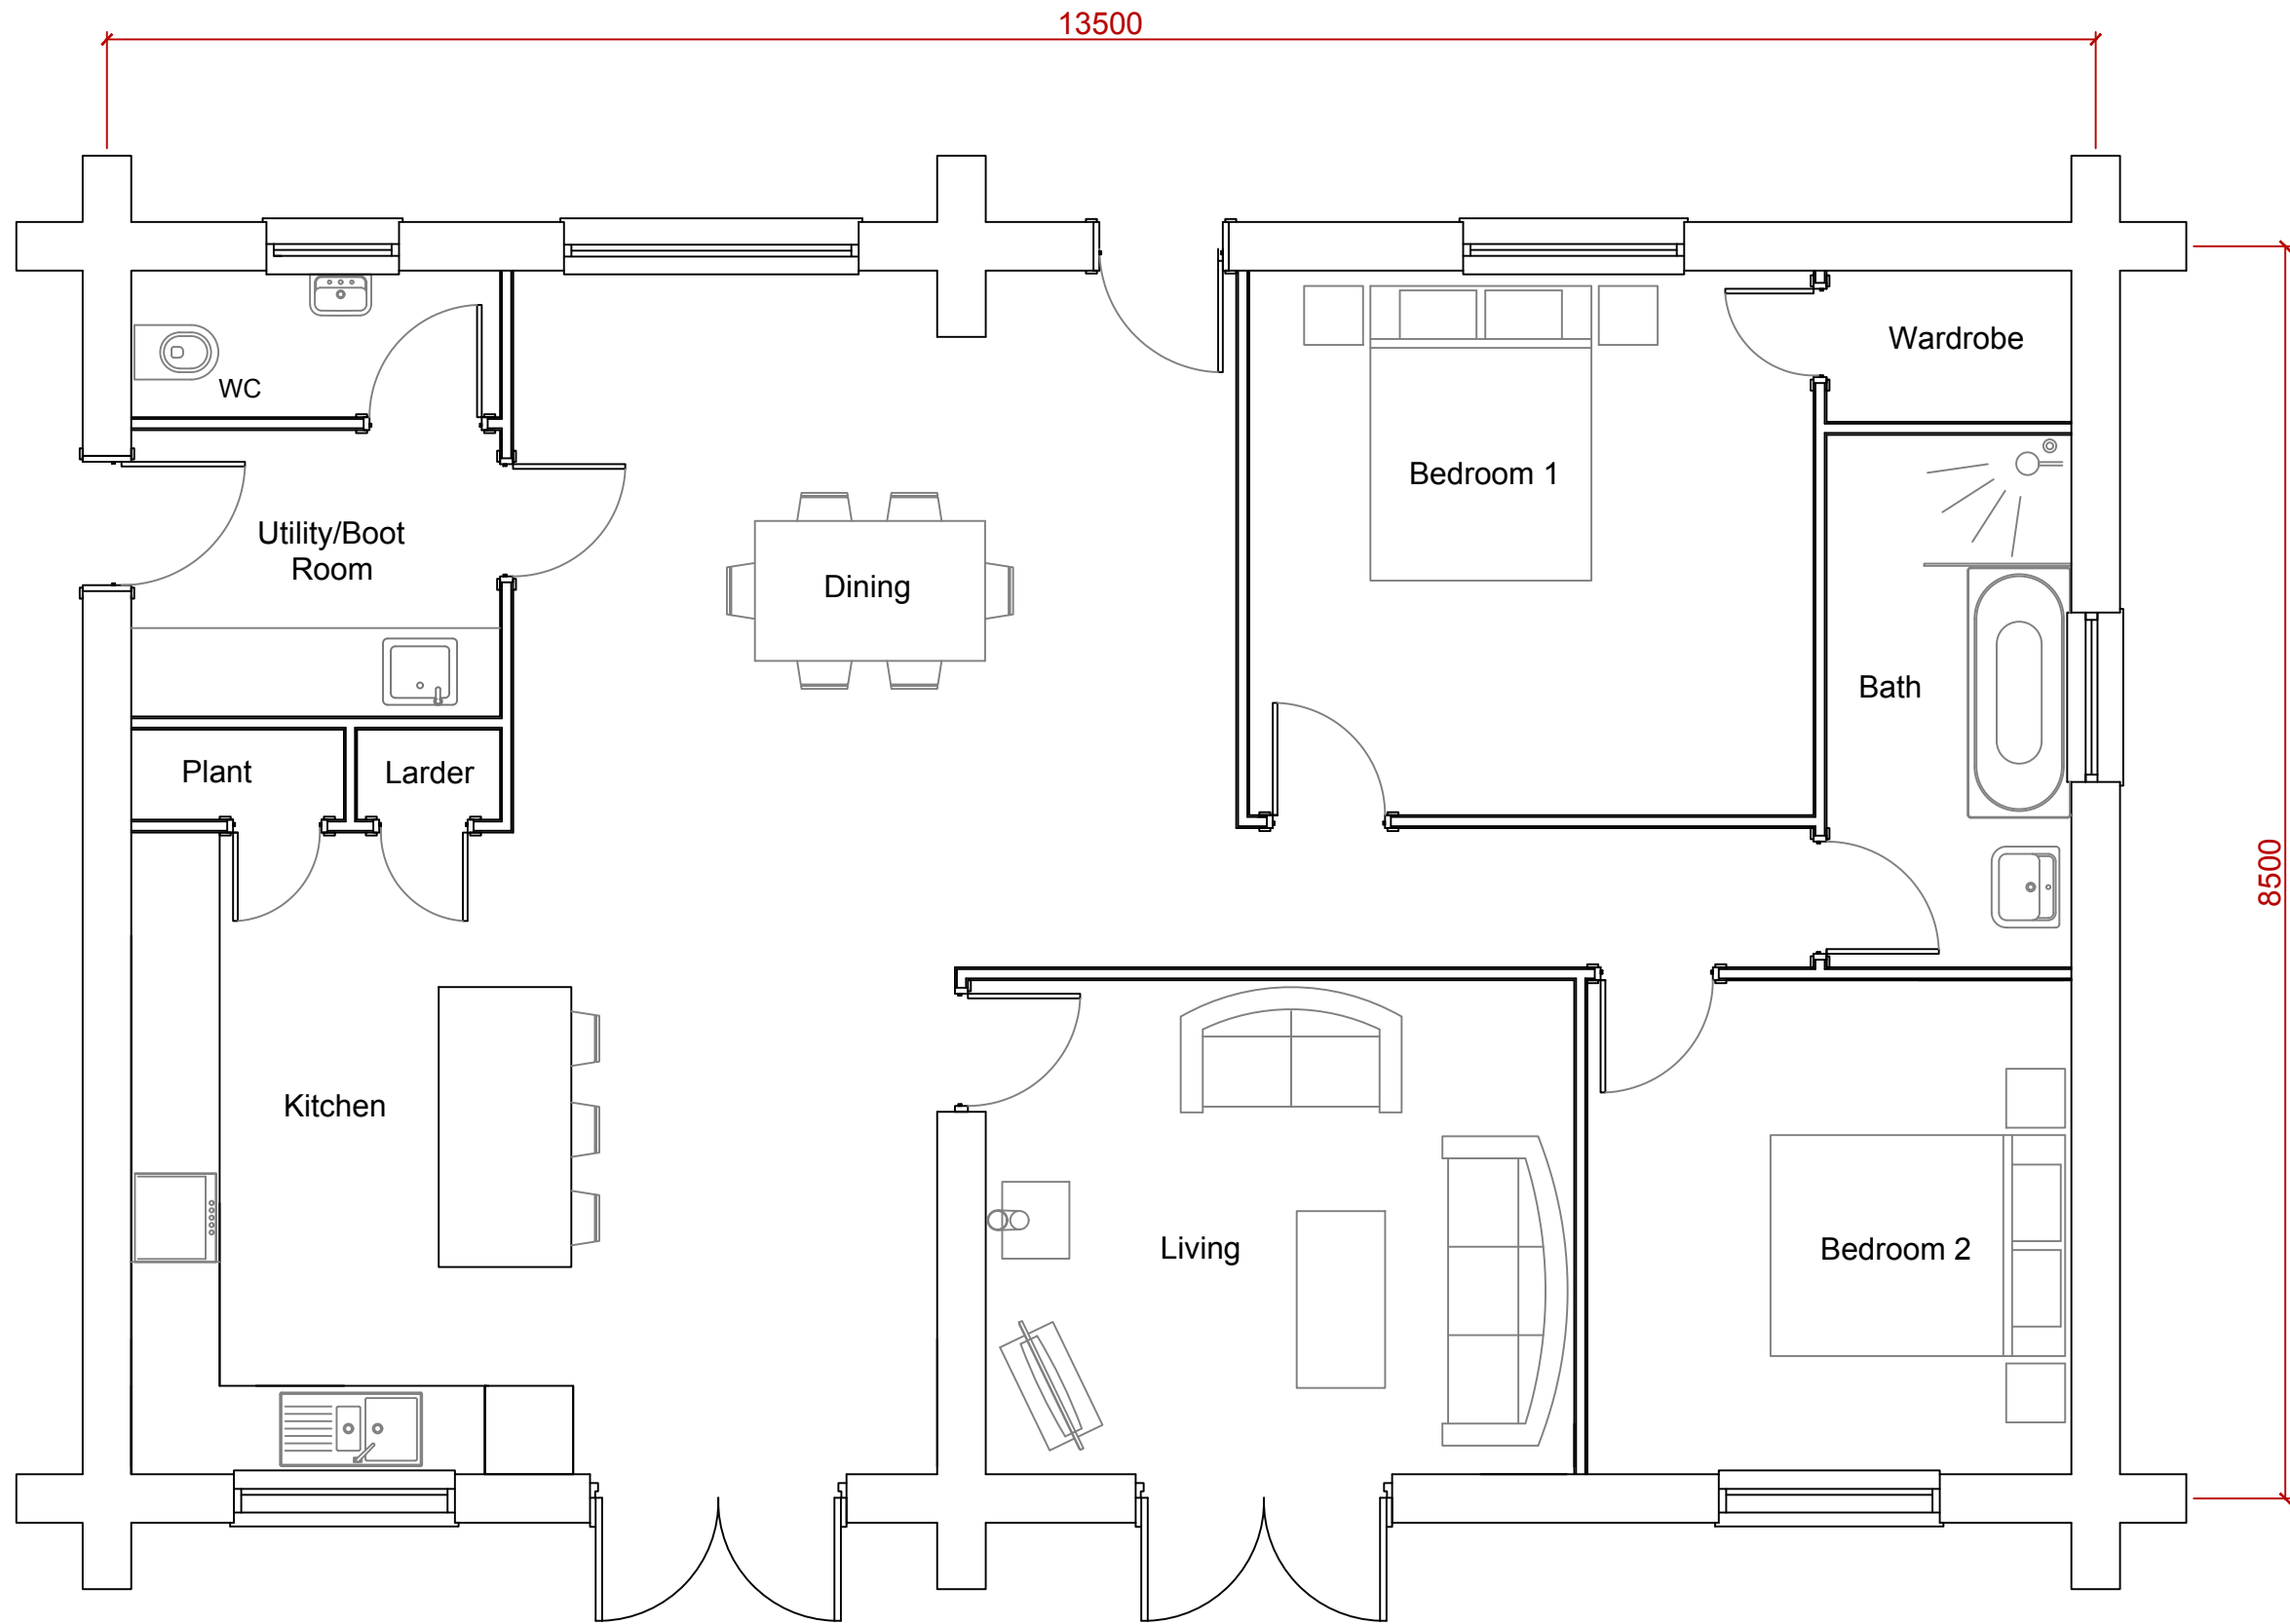 13500
Wardrobe
WC
Bedroom 1
Utility/Boot
Room
Dining
Bath
Plant
Larder
8500
Kitchen
Living
Bedroom 2